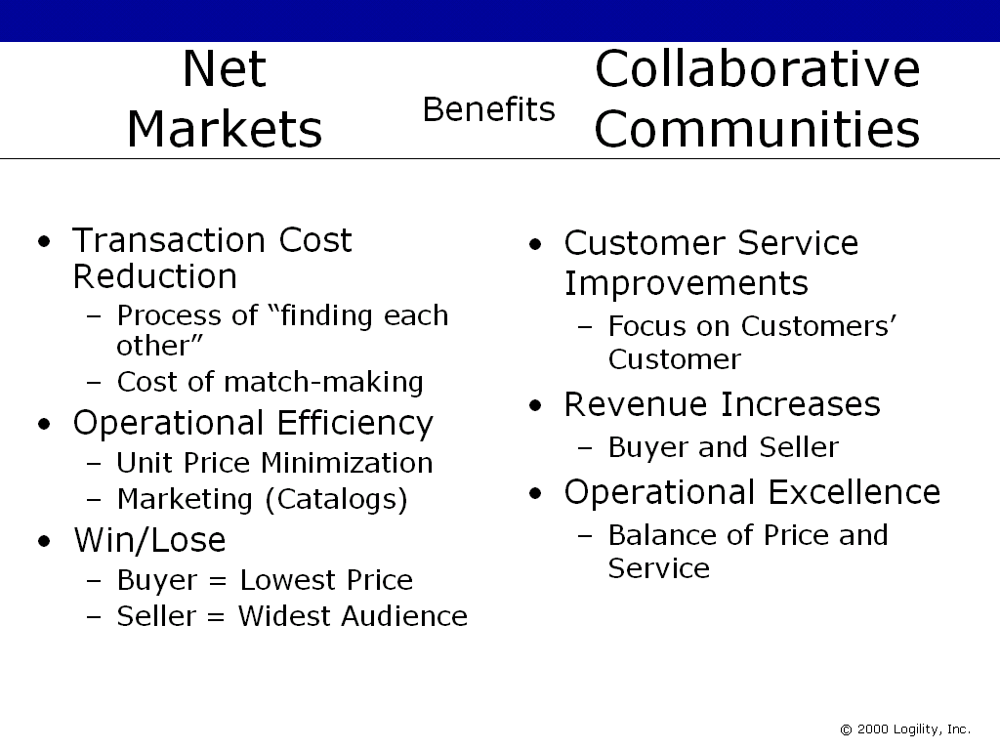 Net
Markets
Benefits
Collaborative
Communities
• Transaction Cost
Reduction
– Process of “finding each
other”
– Cost of match-making
• Operational Efficiency
– Unit Price Minimization
– Marketing (Catalogs)
• Win/Lose
– Buyer = Lowest Price
– Seller = Widest Audience
• Customer Service
Improvements
– Focus on Customers’
Customer
• Revenue Increases
– Buyer and Seller
• Operational Excellence
– Balance of Price and
Service
© 2000 Logility, Inc.